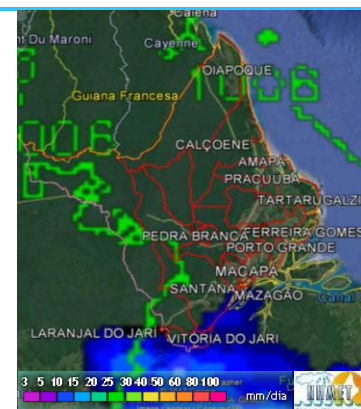 Caiena
nt Du Maroni
Cayenne
OIAPOQUE
1006
Guiana Francesa
006
CALÇOENE
AMAPÁ
PRACUUBA
TARTARUGALZI
PEDRA BRANCA
FERREIRA GOMES
PORTO GRANDE
MACAPÁ
SANTANA
MAZAGÃO
Canal
LARANJAL DO JARI
VITÓRIA DO JARI
3 5 10 15 20 25 30 40 50 60 80 100
mm/dia
NHMET